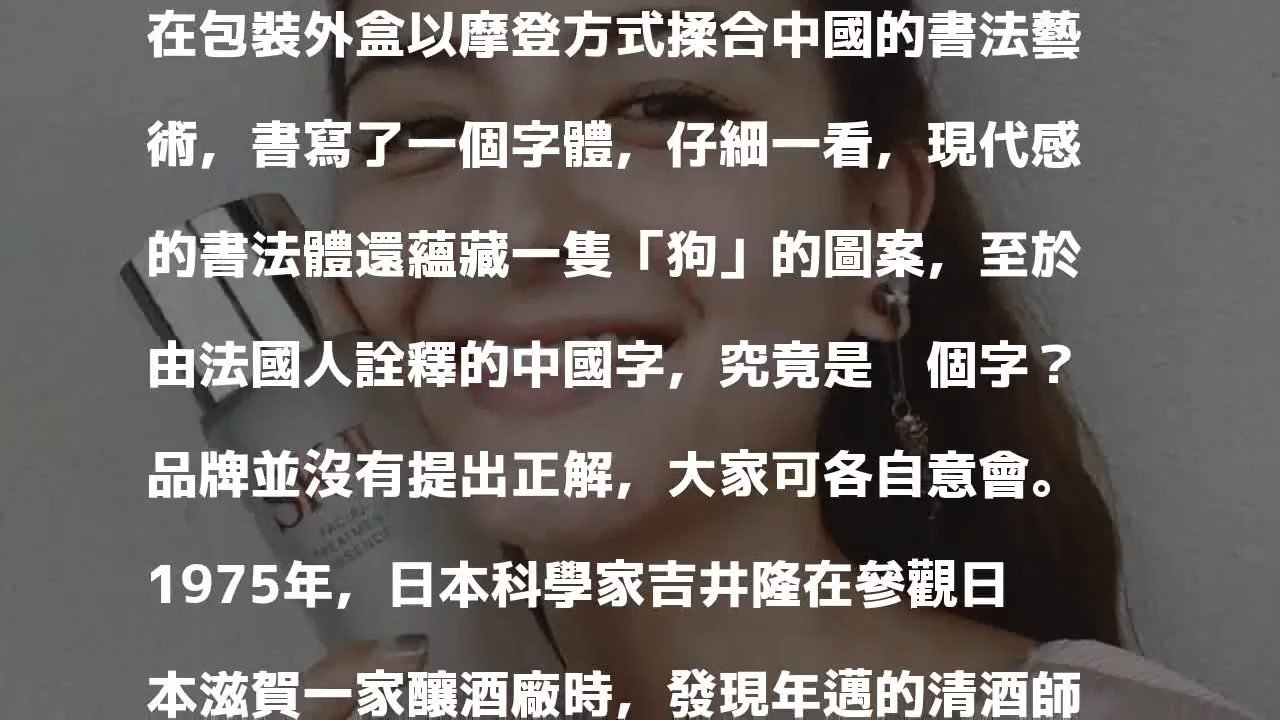 在包裝外盒以摩登方式揉合中國的書法藝
術，書寫了一個字體，仔細一看，現代感
的書法體還蘊藏一隻「狗」的圖案，至於
由法國人詮釋的中國字，究竟是　個字？
品牌並沒有提出正解，大家可各自意會。
1975年，日本科學家吉井隆在參觀日
本滋賀一家釀酒廠時，發現年邁的清酒師
SK-II
FACIAL
TREATMENT
ESSENCE